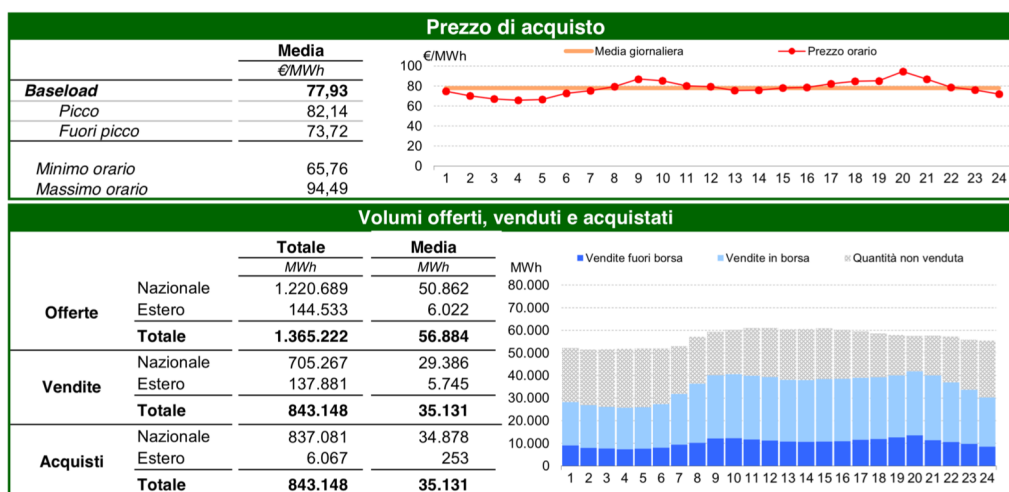 Prezzo di acquisto
Media
€/MWh
Baseload 77,93
Picco 82,14
Fuori picco 73,72
Minimo orario 65,76
Massimo orario 94,49
€/MWh
Media giornaliera Prezzo orario
100
80
60
40
20
0
1 2 3 4 5 6 7 8 9 10 11 12 13 14 15 16 17 18 19 20 21 22 23 24
Volumi offerti, venduti e acquistati
Totale Media
MWh MWh
Offerte
Nazionale 1.220.689 50.862
Estero 144.533 6.022
Totale 1.365.222 56.884
Vendite
Nazionale 705.267 29.386
Estero 137.881 5.745
Totale 843.148 35.131
Acquisti
Nazionale 837.081 34.878
Estero 6.067 253
Totale 843.148 35.131
MWh
Vendite fuori borsa Vendite in borsa Quantità non venduta
80.000
70.000
60.000
50.000
40.000
30.000
20.000
10.000
0
1 2 3 4 5 6 7 8 9 10 11 12 13 14 15 16 17 18 19 20 21 22 23 24